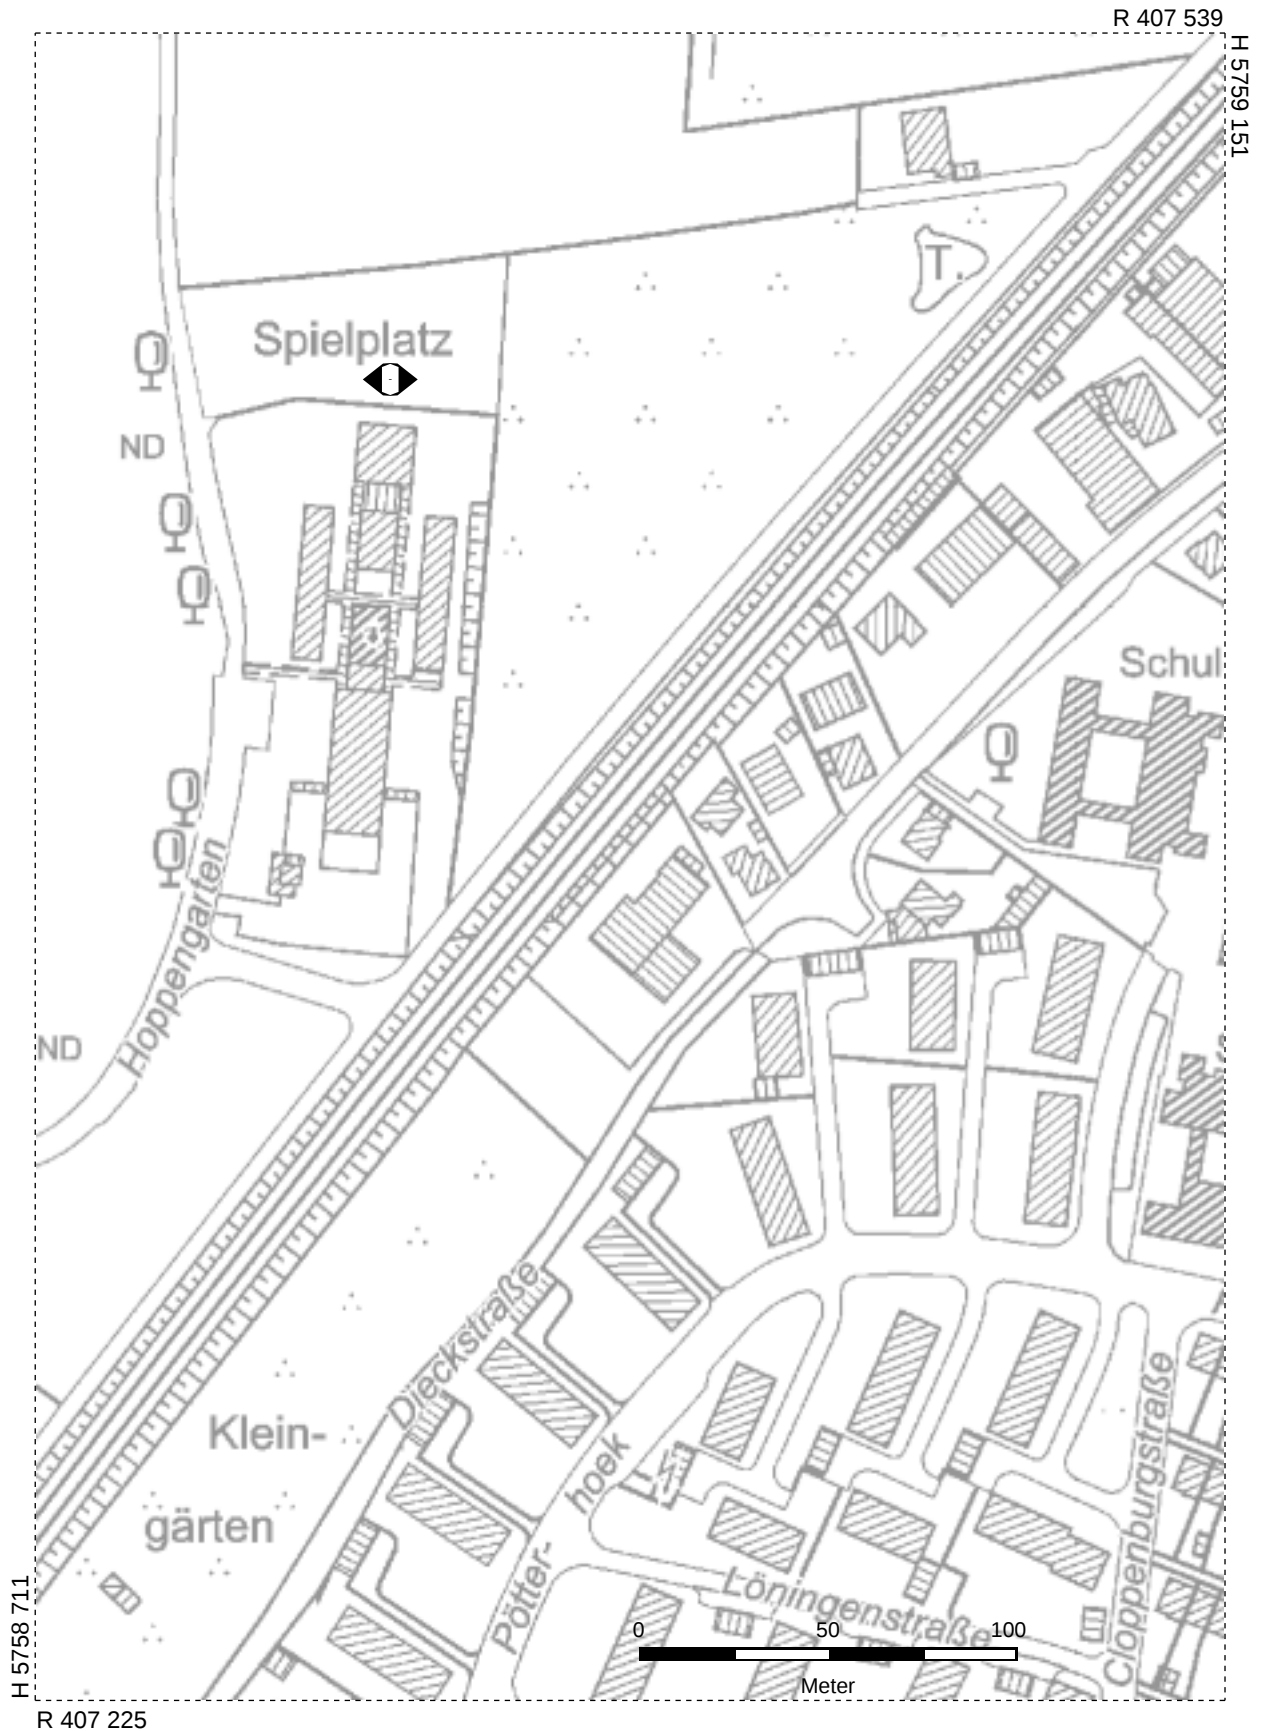 R 407 539
H 5759 151
T.
Spielplatz
ND
Schul
Hoppengarten
ND
Dieckstraße
Klein-
gärten
Pötter-
hoek
Löningenstraße
Cloppenburgstraße
0 50 100
Meter
H 5758 711
R 407 225